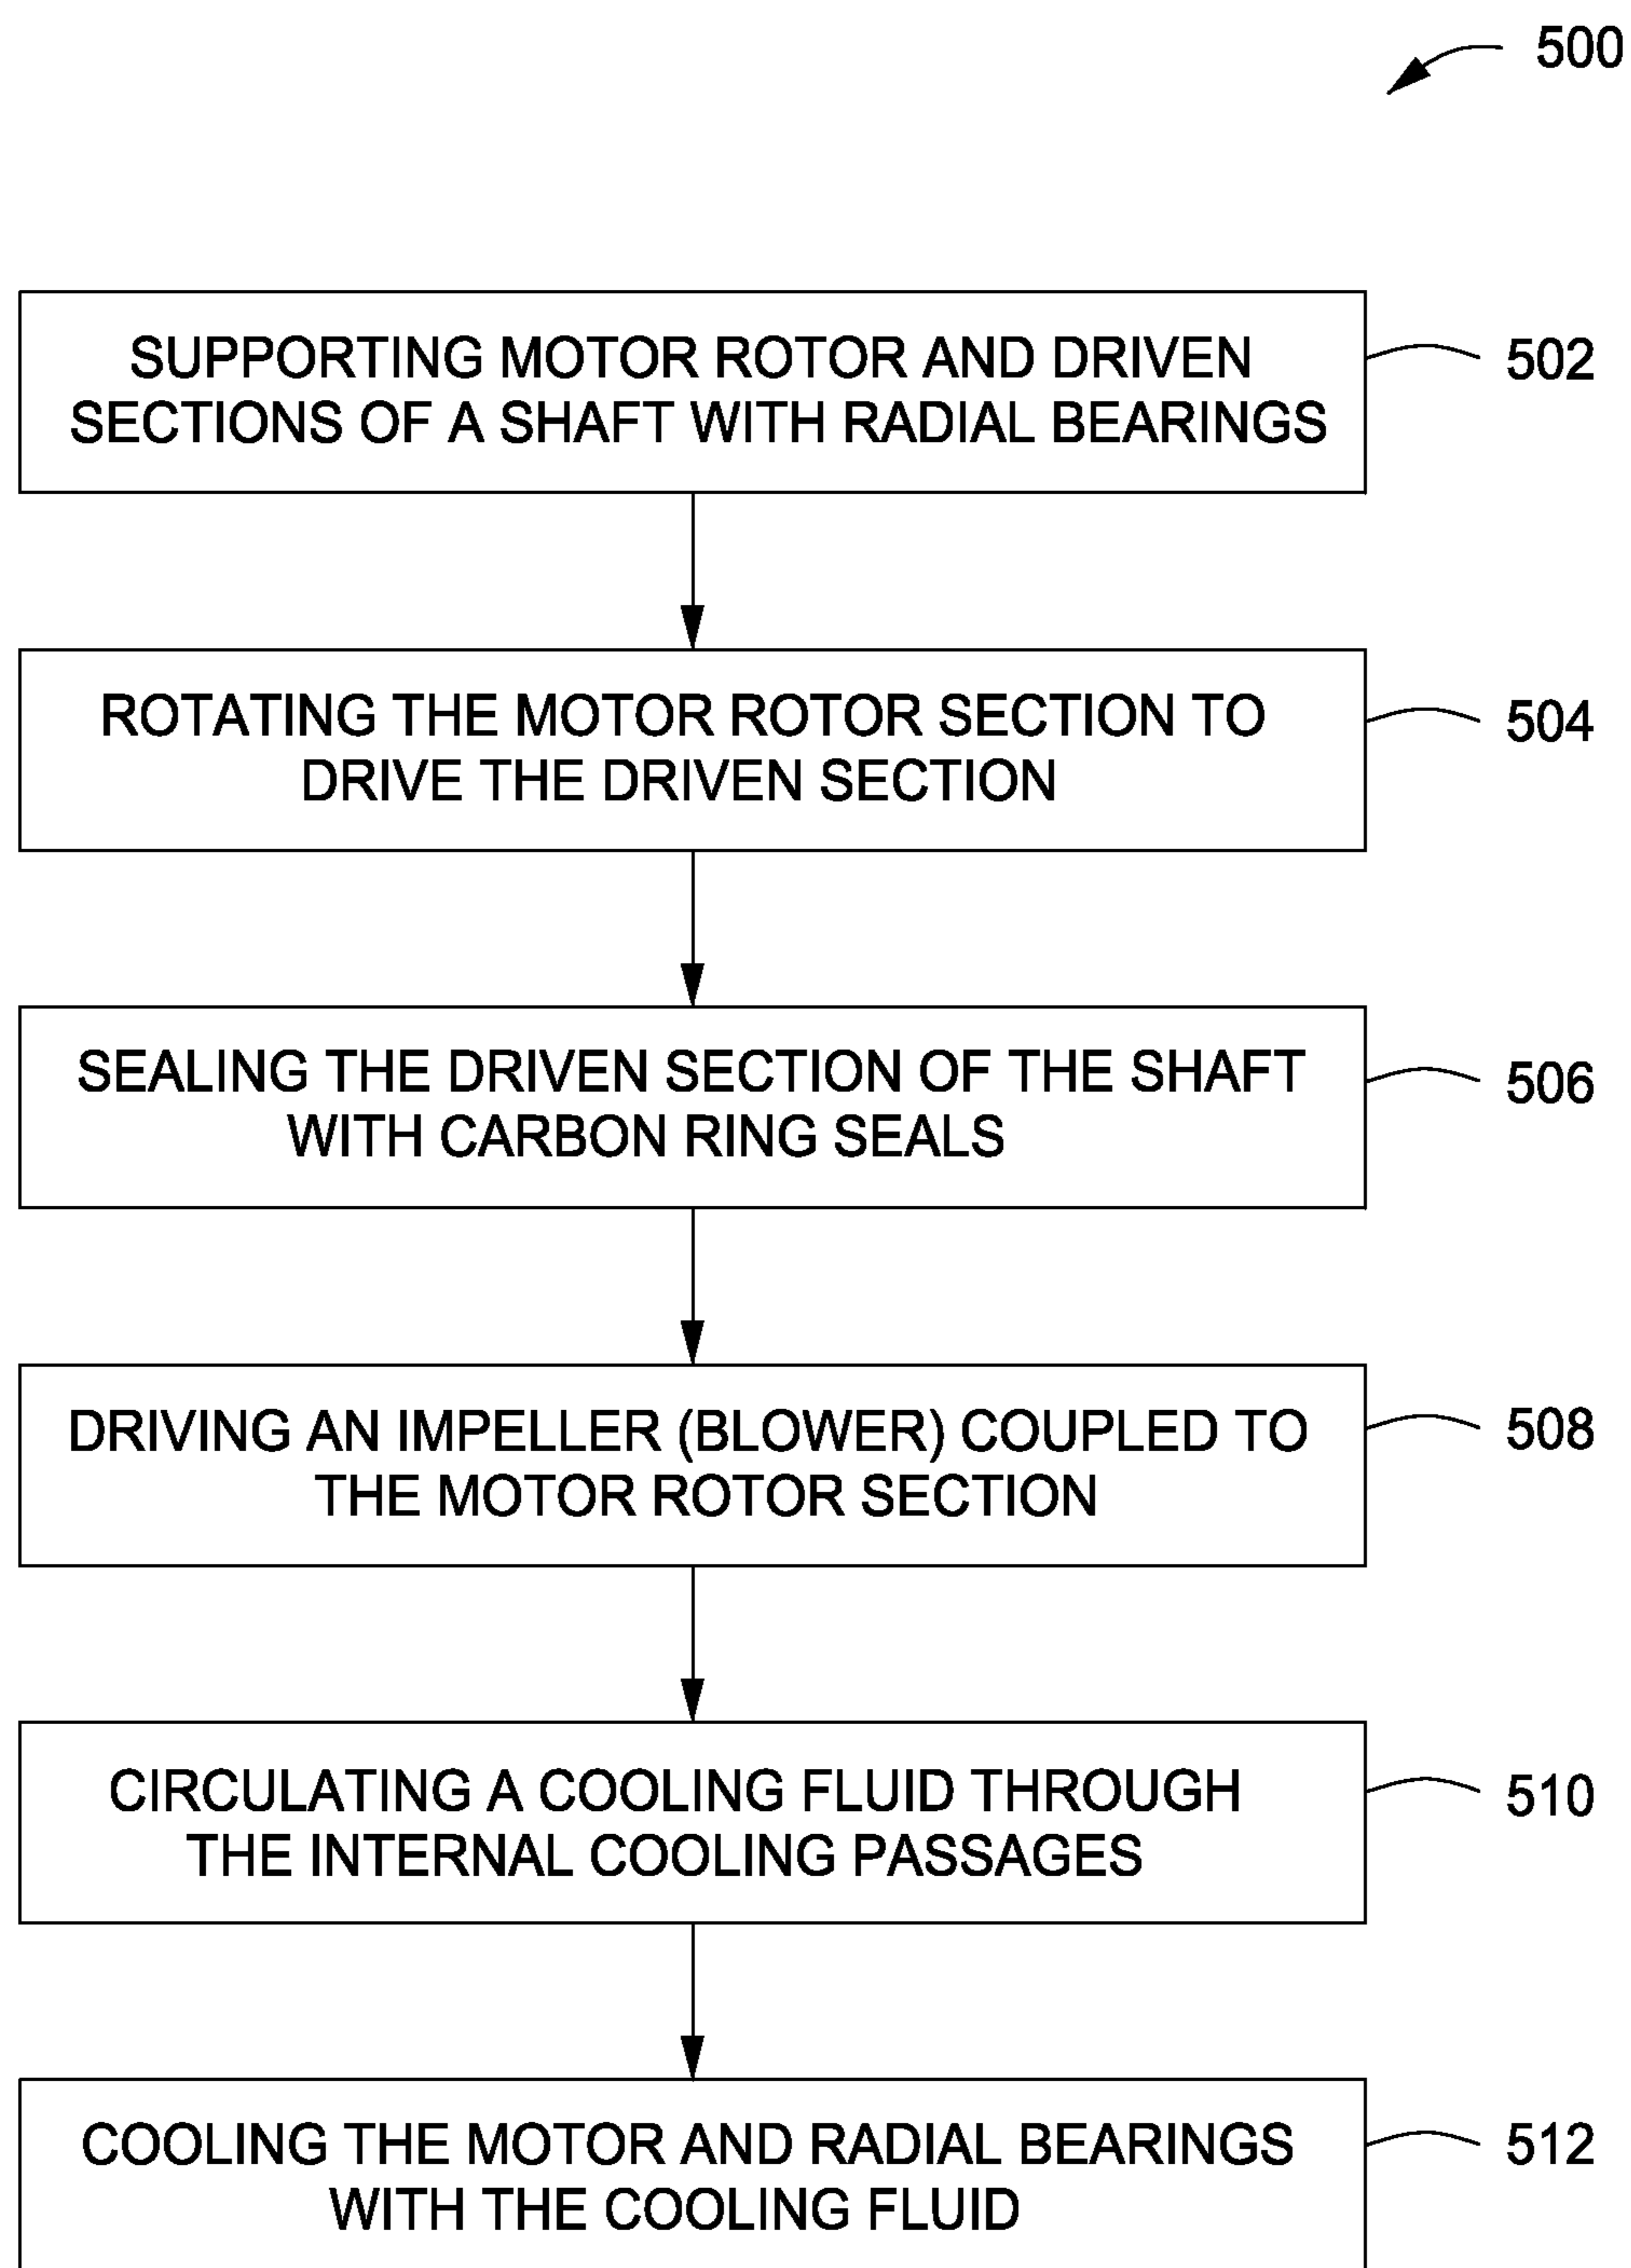 500
SUPPORTING MOTOR ROTOR AND DRIVEN
SECTIONS OF A SHAFT WITH RADIAL BEARINGS
502
ROTATING THE MOTOR ROTOR SECTION TO
DRIVE THE DRIVEN SECTION
504
SEALING THE DRIVEN SECTION OF THE SHAFT
WITH CARBON RING SEALS
506
DRIVING AN IMPELLER (BLOWER) COUPLED TO
THE MOTOR ROTOR SECTION
508
CIRCULATING A COOLING FLUID THROUGH
THE INTERNAL COOLING PASSAGES
510
COOLING THE MOTOR AND RADIAL BEARINGS
WITH THE COOLING FLUID
512